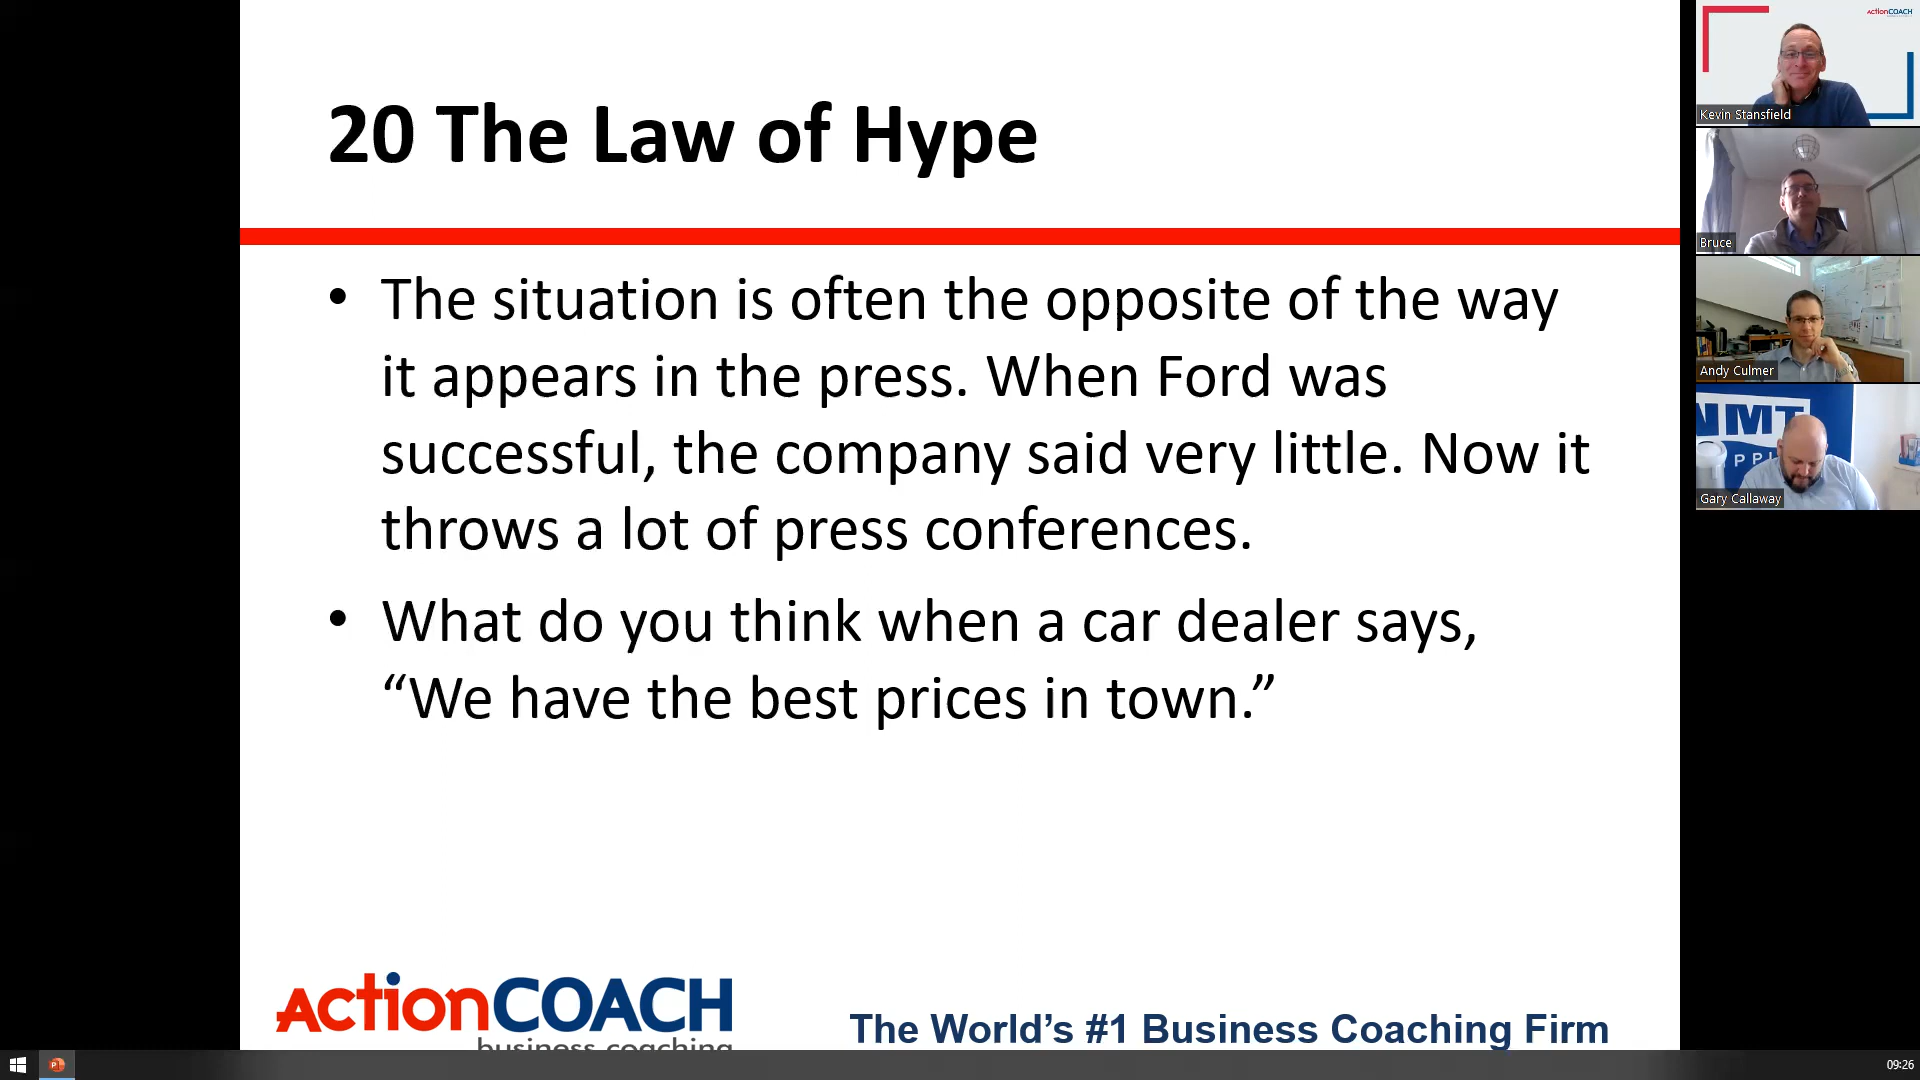 20 The Law of Hype
• The situation is often the opposite of the way
it appears in the press. When Ford was
successful, the company said very little. Now it
throws a lot of press conferences.
• What do you think when a car dealer says,
“We have the best prices in town.”
ActionCOACH
business coaching
The World’s #1 Business Coaching Firm
ActionCOACH
Kevin Stansfield
Bruce
Andy Culmer
NMT
Gary Callaway
09:26